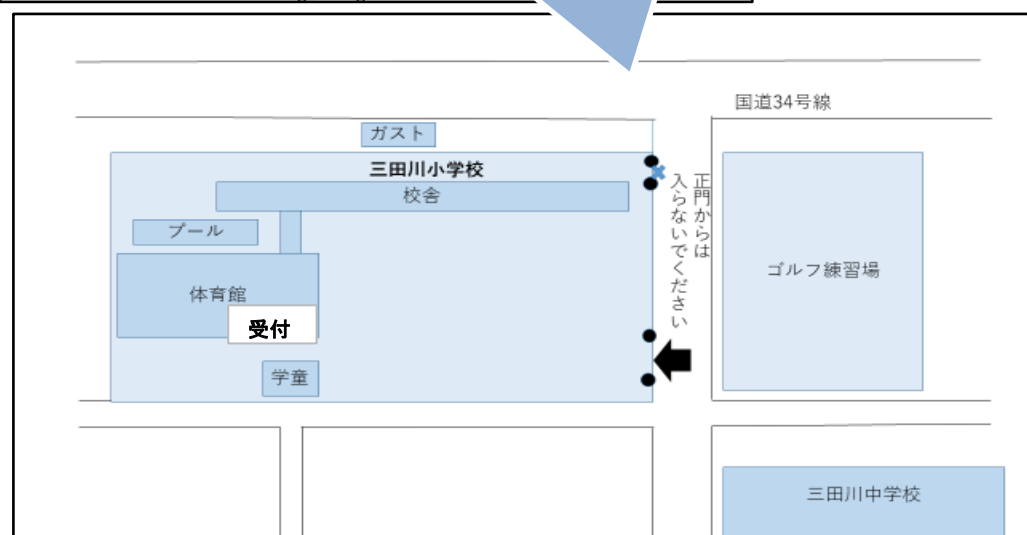 国道34号線
ガスト
三田川小学校
校舎
正門からは
入らないでください
プール
体育館
ゴルフ練習場
受付
学童
三田川中学校